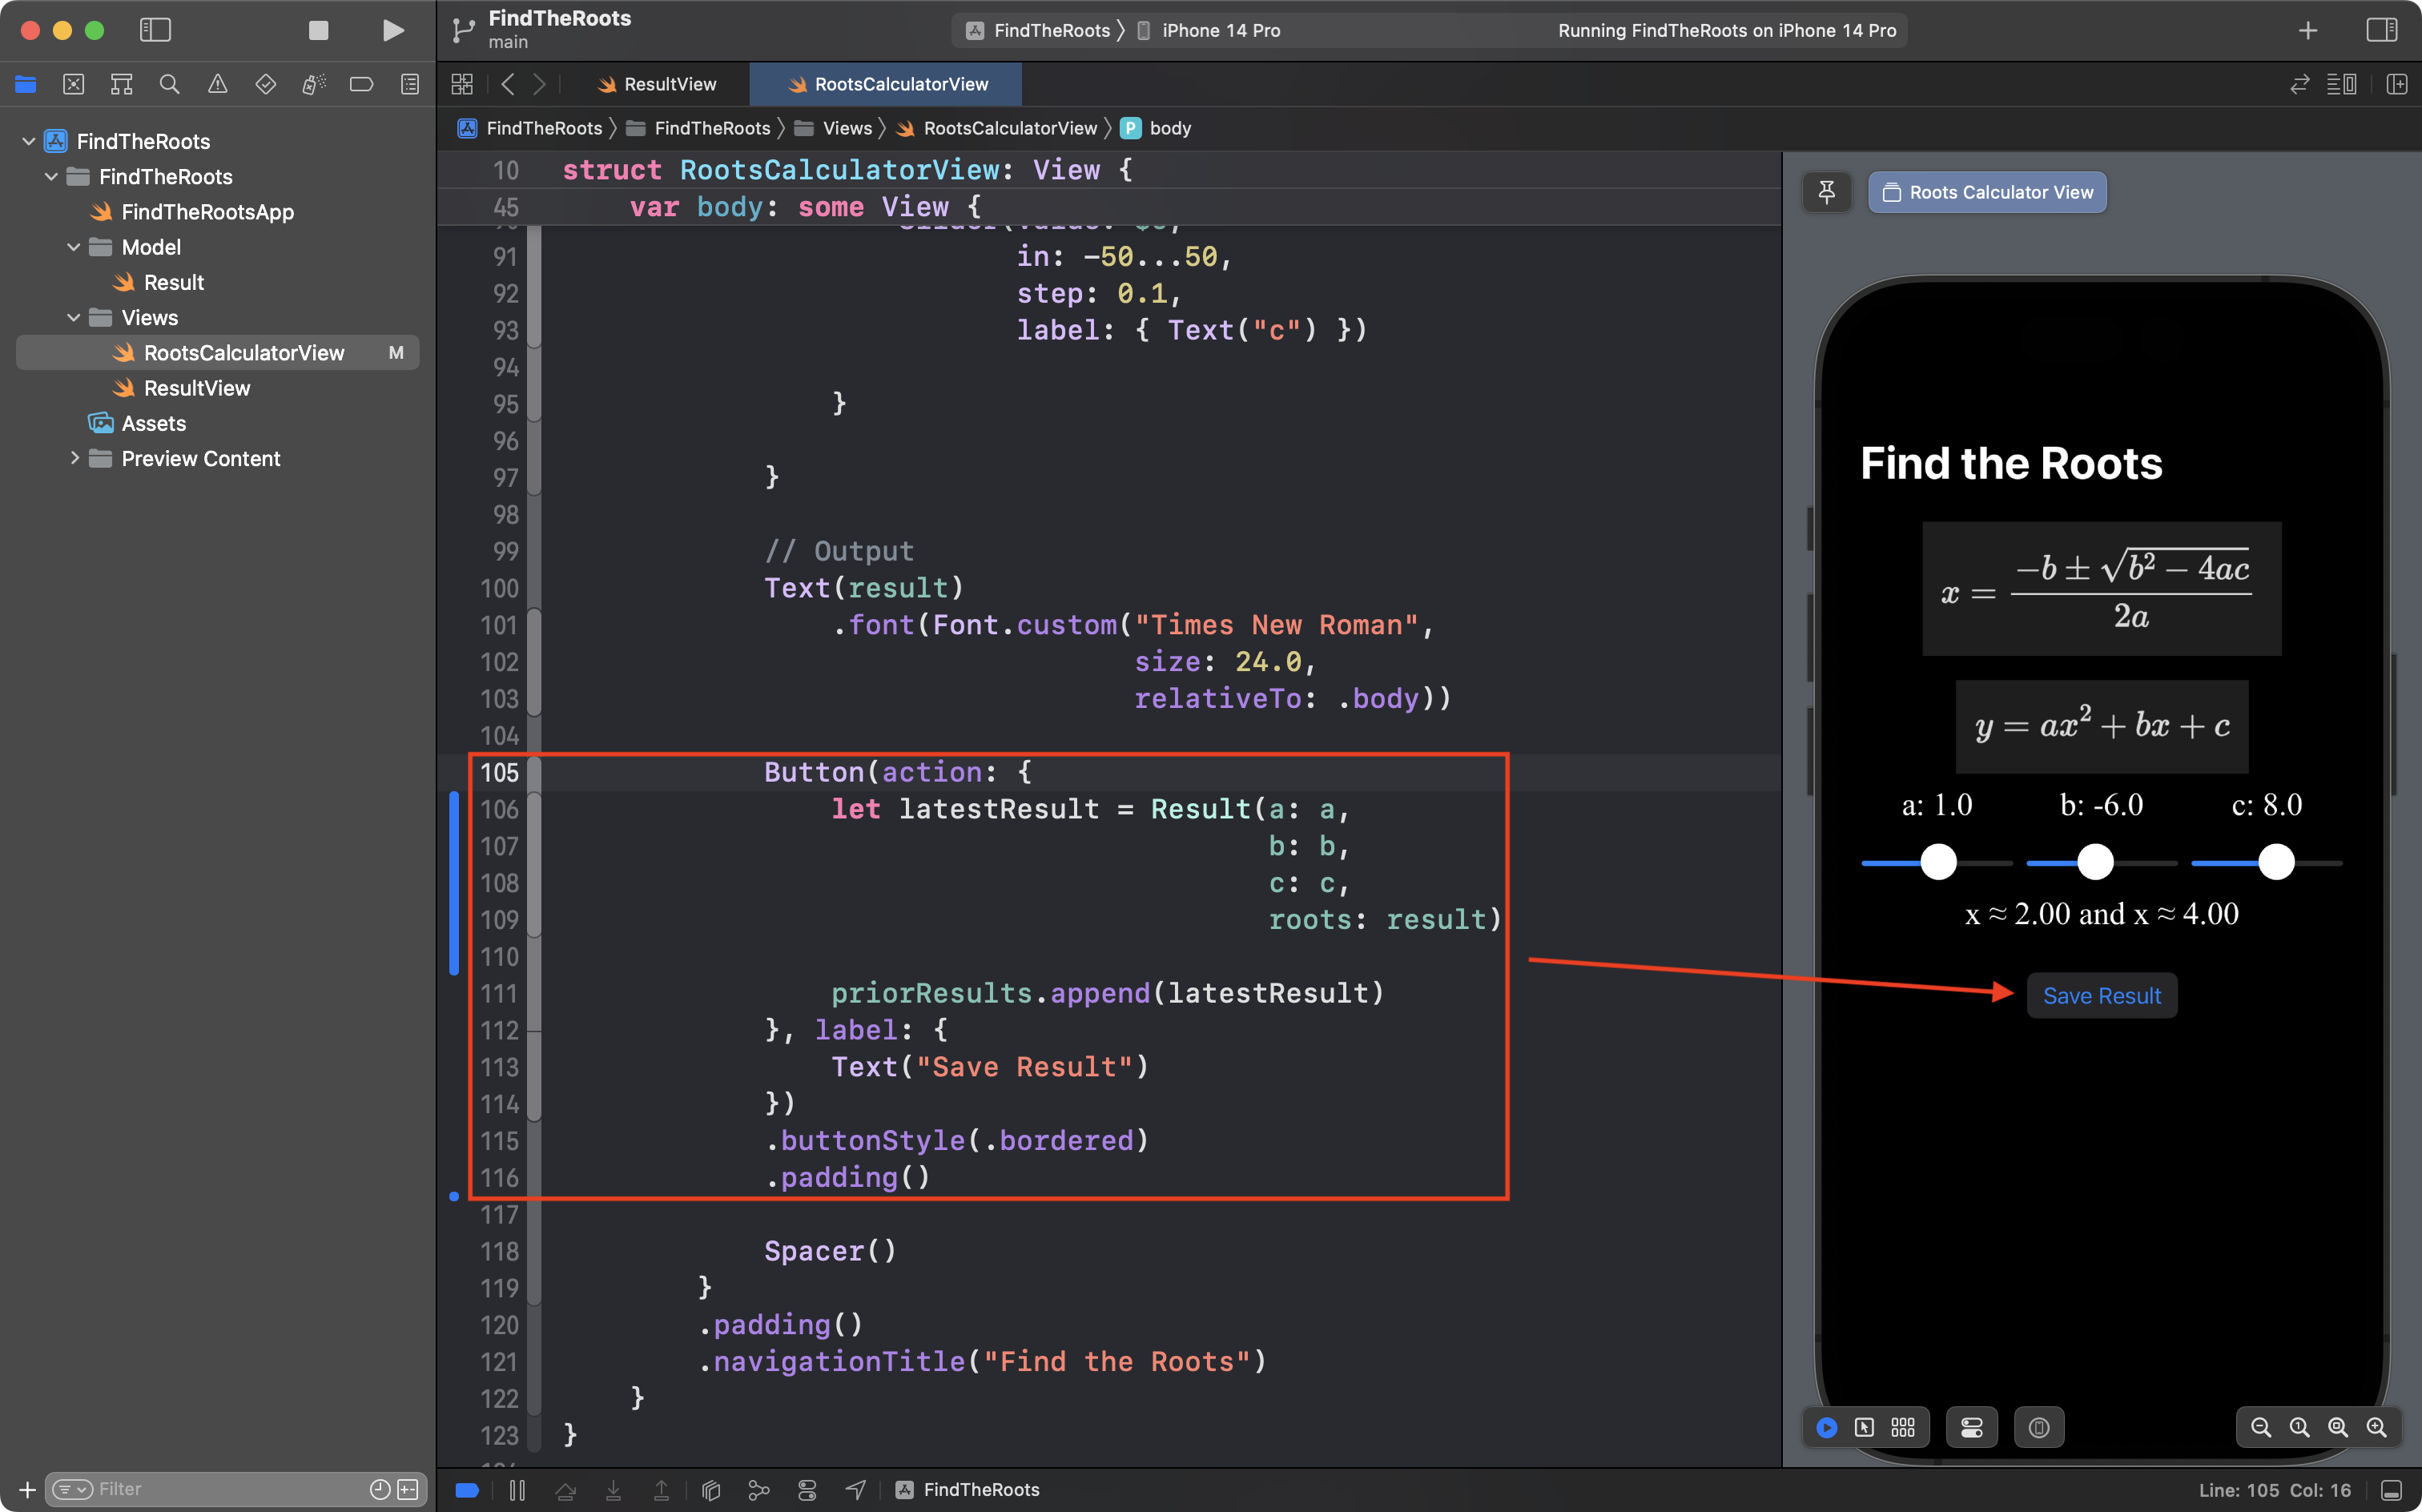 FindTheRoots
main
FindTheRoots
iPhone 14 Pro
Running FindTheRoots on iPhone 14 Pro
ResultView
RootsCalculatorView
FindTheRoots
FindTheRoots
Views
RootsCalculatorView
P
body
FindTheRoots
FindTheRoots
FindTheRootsApp
Model
Result
Views
RootsCalculatorView M
ResultView
Assets
Preview Content
Filter
10 struct RootsCalculatorView: View {
45 var body: some View {
91 in: -50...50,
92 step: 0.1,
93 label: { Text("c") })
94
95 }
96
97 }
98
99 // Output
100 Text(result)
101 .font(Font.custom("Times New Roman",
102 size: 24.0,
103 relativeTo: .body))
104
105 Button(action: {
106 let latestResult = Result(a: a,
107 b: b,
108 c: c,
109 roots: result)
110
111 priorResults.append(latestResult)
112 }, label: {
113 Text("Save Result")
114 })
115 .buttonStyle(.bordered)
116 .padding()
117
118 Spacer()
119 }
120 .padding()
121 .navigationTitle("Find the Roots")
122 }
123 }
Roots Calculator View
Find the Roots
x = \frac{-b ± √(b² − 4ac)}{2a}
y = ax² + bx + c
a: 1.0 b: -6.0 c: 8.0
x ≈ 2.00 and x ≈ 4.00
Save Result
FindTheRoots
Line: 105 Col: 16